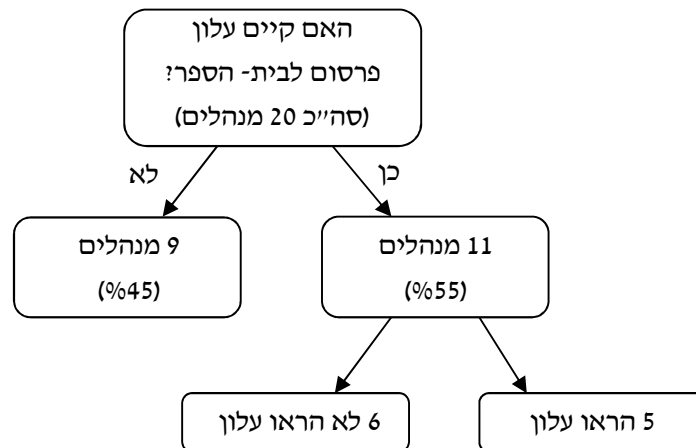 האם קיים עלון
פרסום לבית- הספר?
(סה״כ 20 מנהלים)
כן
לא
11 מנהלים
(%55)
9 מנהלים
(%45)
5 הראו עלון
6 לא הראו עלון